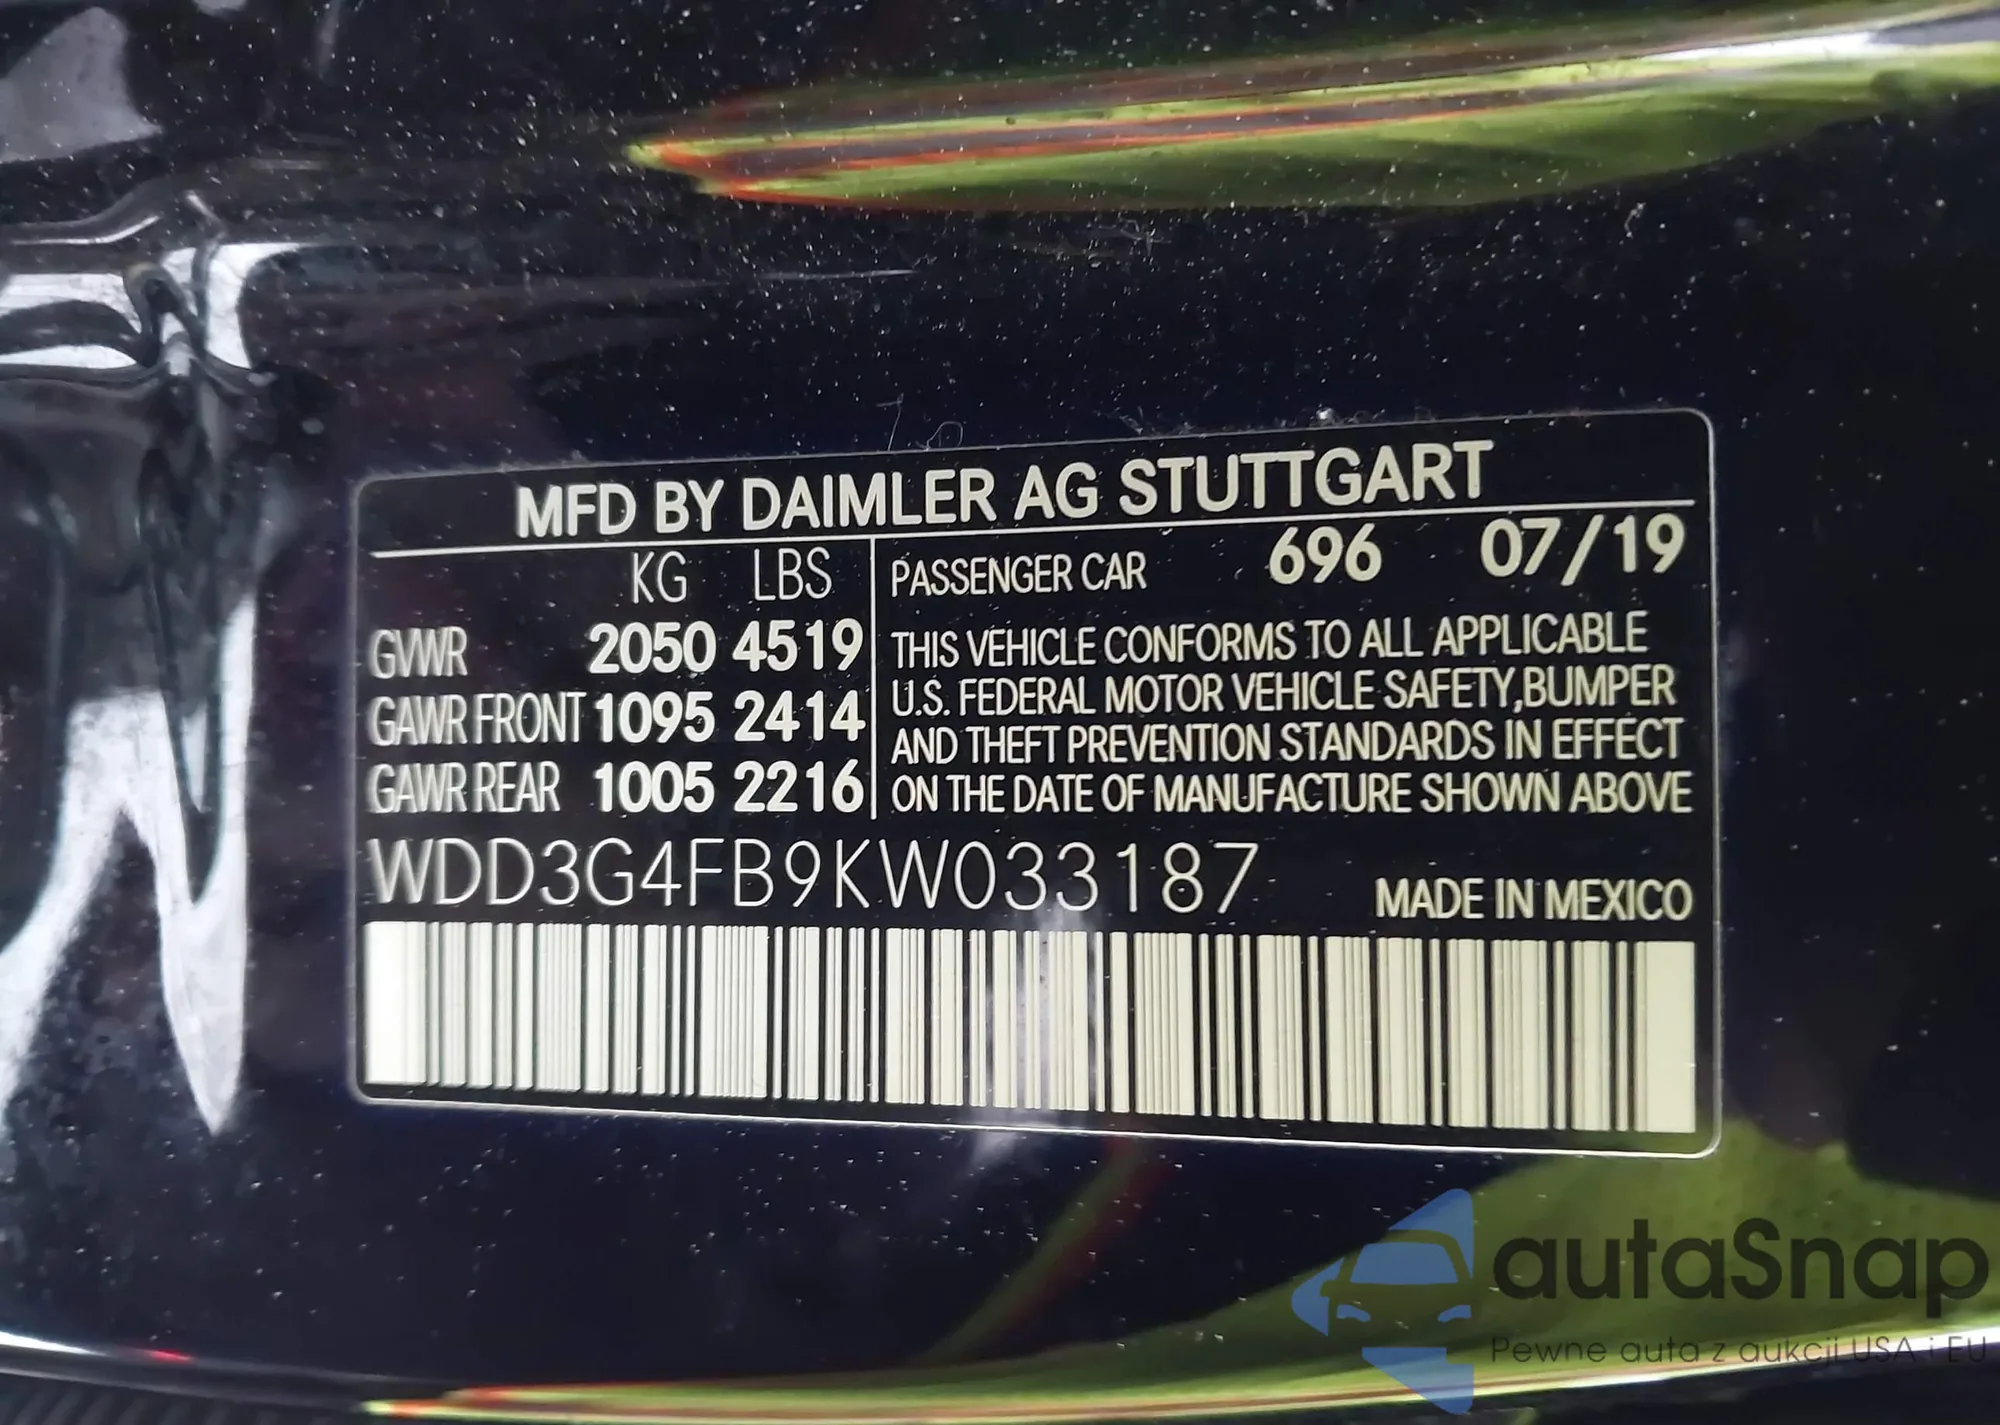 MFD BY DAIMLER AG STUTTGART
KG LBS
GVWR 2050 4519
GAWR FRONT 1095 2414
GAWR REAR 1005 2216
PASSENGER CAR 696 07/19
THIS VEHICLE CONFORMS TO ALL APPLICABLE
U.S. FEDERAL MOTOR VEHICLE SAFETY,BUMPER
AND THEFT PREVENTION STANDARDS IN EFFECT
ON THE DATE OF MANUFACTURE SHOWN ABOVE
WDD3G4FB9KW033187
MADE IN MEXICO
autaSnap
Pewne auta z aukcji USA i EU